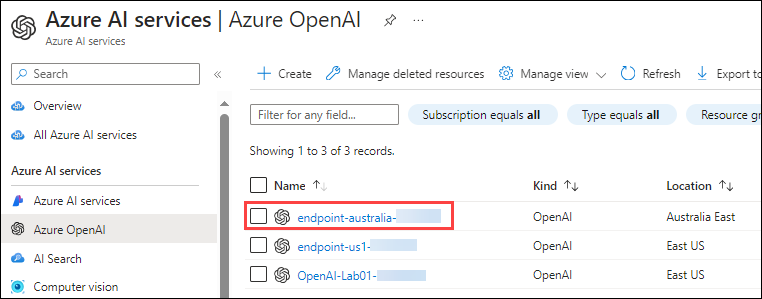 Azure AI services | Azure OpenAI
Azure AI services
Search
Overview
All Azure AI services
Azure AI services
Azure AI services
Azure OpenAI
AI Search
Computer vision
Create Manage deleted resources Manage view Refresh Export to
Filter for any field... Subscription equals all Type equals all Resource gr
Showing 1 to 3 of 3 records.
Name Kind Location
endpoint-australia- OpenAI Australia East
endpoint-us1- OpenAI East US
OpenAI-Lab01- OpenAI East US